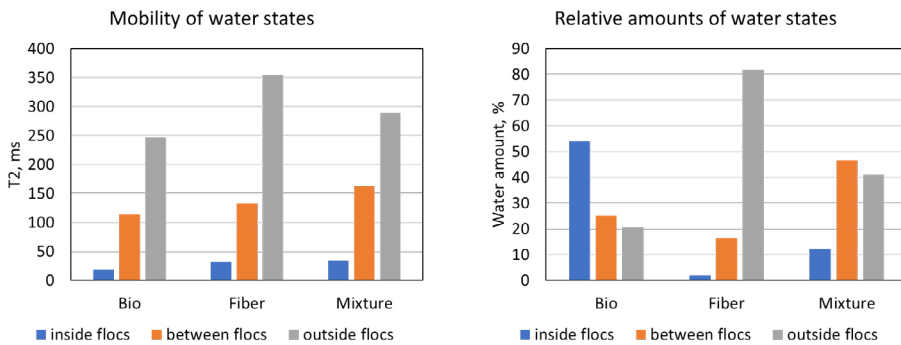 Mobility of water states
400
350
300
250
200
150
100
50
0
T2, ms
Bio Fiber Mixture
inside flocs between flocs outside flocs
Relative amounts of water states
90
80
70
60
50
40
30
20
10
0
Water amount, %
Bio Fiber Mixture
inside flocs between flocs outside flocs